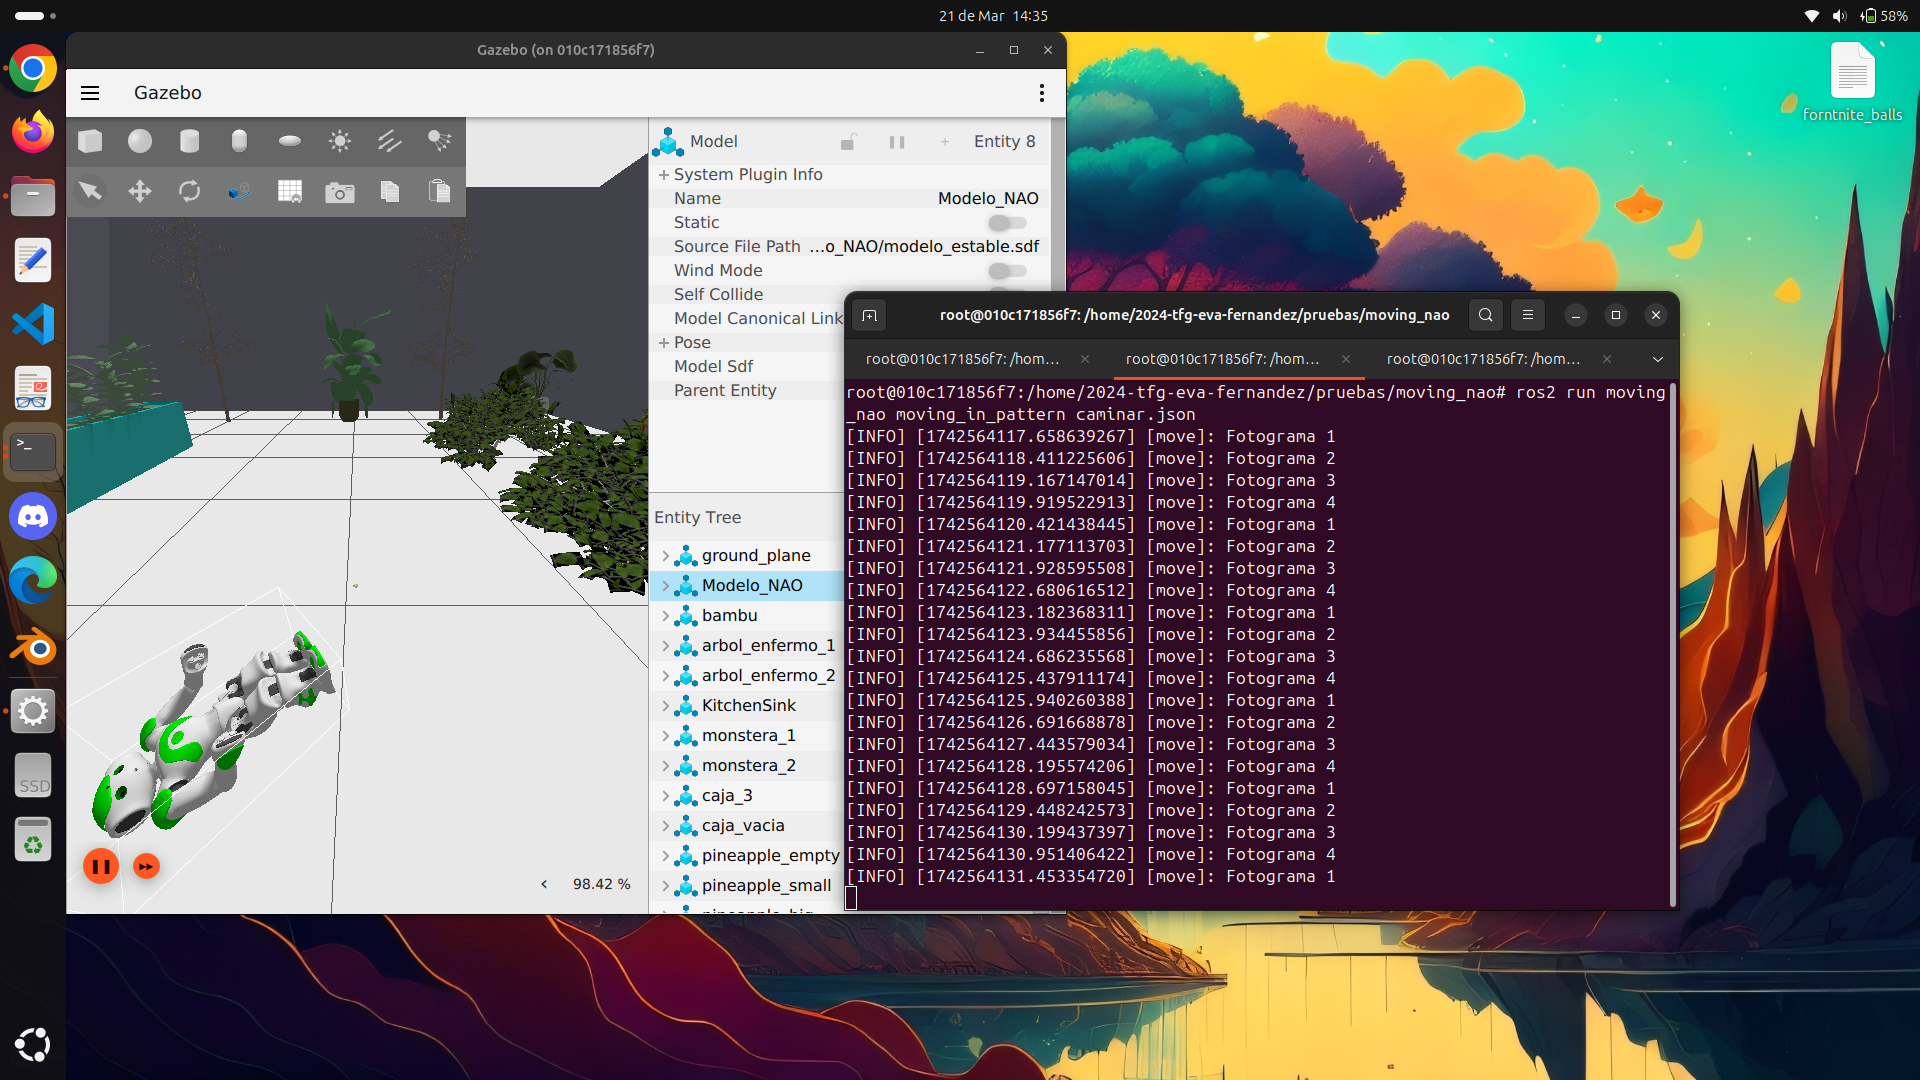 21 de Mar 14:35
58%
Gazebo (on 010c171856f7)
Gazebo
Model
Entity 8
System Plugin Info
Name Modelo_NAO
Static
Source File Path ...o_NAO/modelo_estable.sdf
Wind Mode
Self Collide
Model Canonical Link
Pose
Model Sdf
Parent Entity
Entity Tree
ground_plane
Modelo_NAO
bambu
arbol_enfermo_1
arbol_enfermo_2
KitchenSink
monstera_1
monstera_2
caja_3
caja_vacia
pineapple_empty
pineapple_small
98.42 %
root@010c171856f7: /home/2024-tfg-eva-fernandez/pruebas/moving_nao
root@010c171856f7: /hom...
root@010c171856f7: /hom...
root@010c171856f7: /hom...
root@010c171856f7:/home/2024-tfg-eva-fernandez/pruebas/moving_nao# ros2 run moving
_nao moving_in_pattern caminar.json
[INFO] [1742564117.658639267] [move]: Fotograma 1
[INFO] [1742564118.411225606] [move]: Fotograma 2
[INFO] [1742564119.167147014] [move]: Fotograma 3
[INFO] [1742564119.919522913] [move]: Fotograma 4
[INFO] [1742564120.421438445] [move]: Fotograma 1
[INFO] [1742564121.177113703] [move]: Fotograma 2
[INFO] [1742564121.928595508] [move]: Fotograma 3
[INFO] [1742564122.680616512] [move]: Fotograma 4
[INFO] [1742564123.182368311] [move]: Fotograma 1
[INFO] [1742564123.934455856] [move]: Fotograma 2
[INFO] [1742564124.686235568] [move]: Fotograma 3
[INFO] [1742564125.437911174] [move]: Fotograma 4
[INFO] [1742564125.940260388] [move]: Fotograma 1
[INFO] [1742564126.691668878] [move]: Fotograma 2
[INFO] [1742564127.443579034] [move]: Fotograma 3
[INFO] [1742564128.195574206] [move]: Fotograma 4
[INFO] [1742564128.697158045] [move]: Fotograma 1
[INFO] [1742564129.448242573] [move]: Fotograma 2
[INFO] [1742564130.199437397] [move]: Fotograma 3
[INFO] [1742564130.951406422] [move]: Fotograma 4
[INFO] [1742564131.453354720] [move]: Fotograma 1
forntnite_balls
SSD